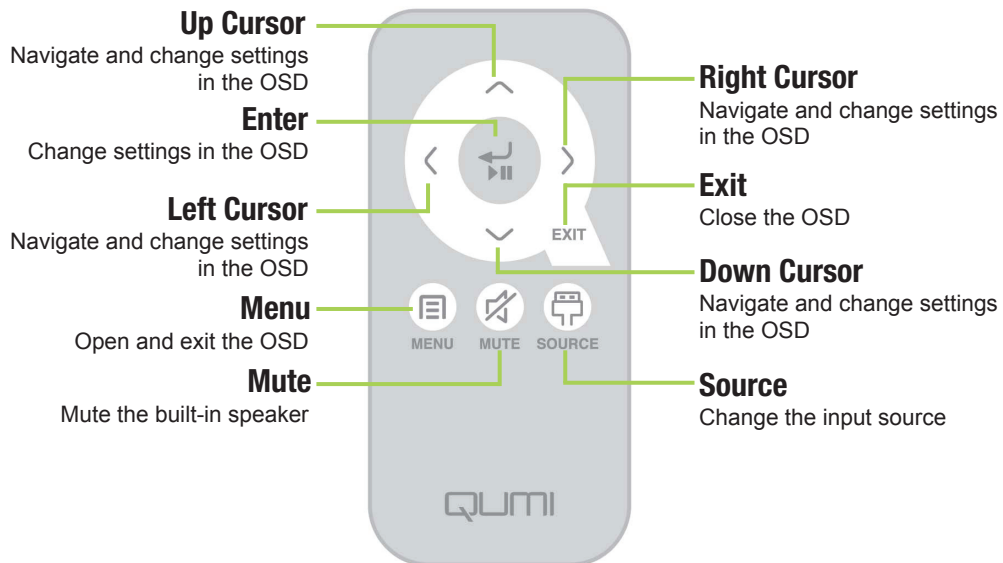 Up Cursor
Navigate and change settings
in the OSD
Enter
Change settings in the OSD
Left Cursor
Navigate and change settings
in the OSD
Menu
Open and exit the OSD
Mute
Mute the built-in speaker
EXIT
MENU
MUTE
SOURCE
QUMI
Right Cursor
Navigate and change settings
in the OSD
Exit
Close the OSD
Down Cursor
Navigate and change settings
in the OSD
Source
Change the input source